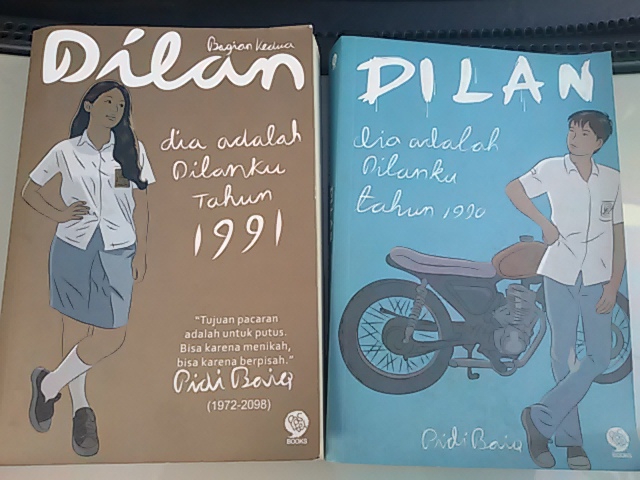 Dilan
Bagian Kedua
dia adalah
Dilanku
Tahun
1991
"Tujuan pacaran
adalah untuk putus.
Bisa karena menikah,
bisa karena berpisah."
Pidi Baiq
(1972-2098)
BOOKS
DILAN
dia adalah
Dilanku
tahun 1990
Pidi Baiq
BOOKS